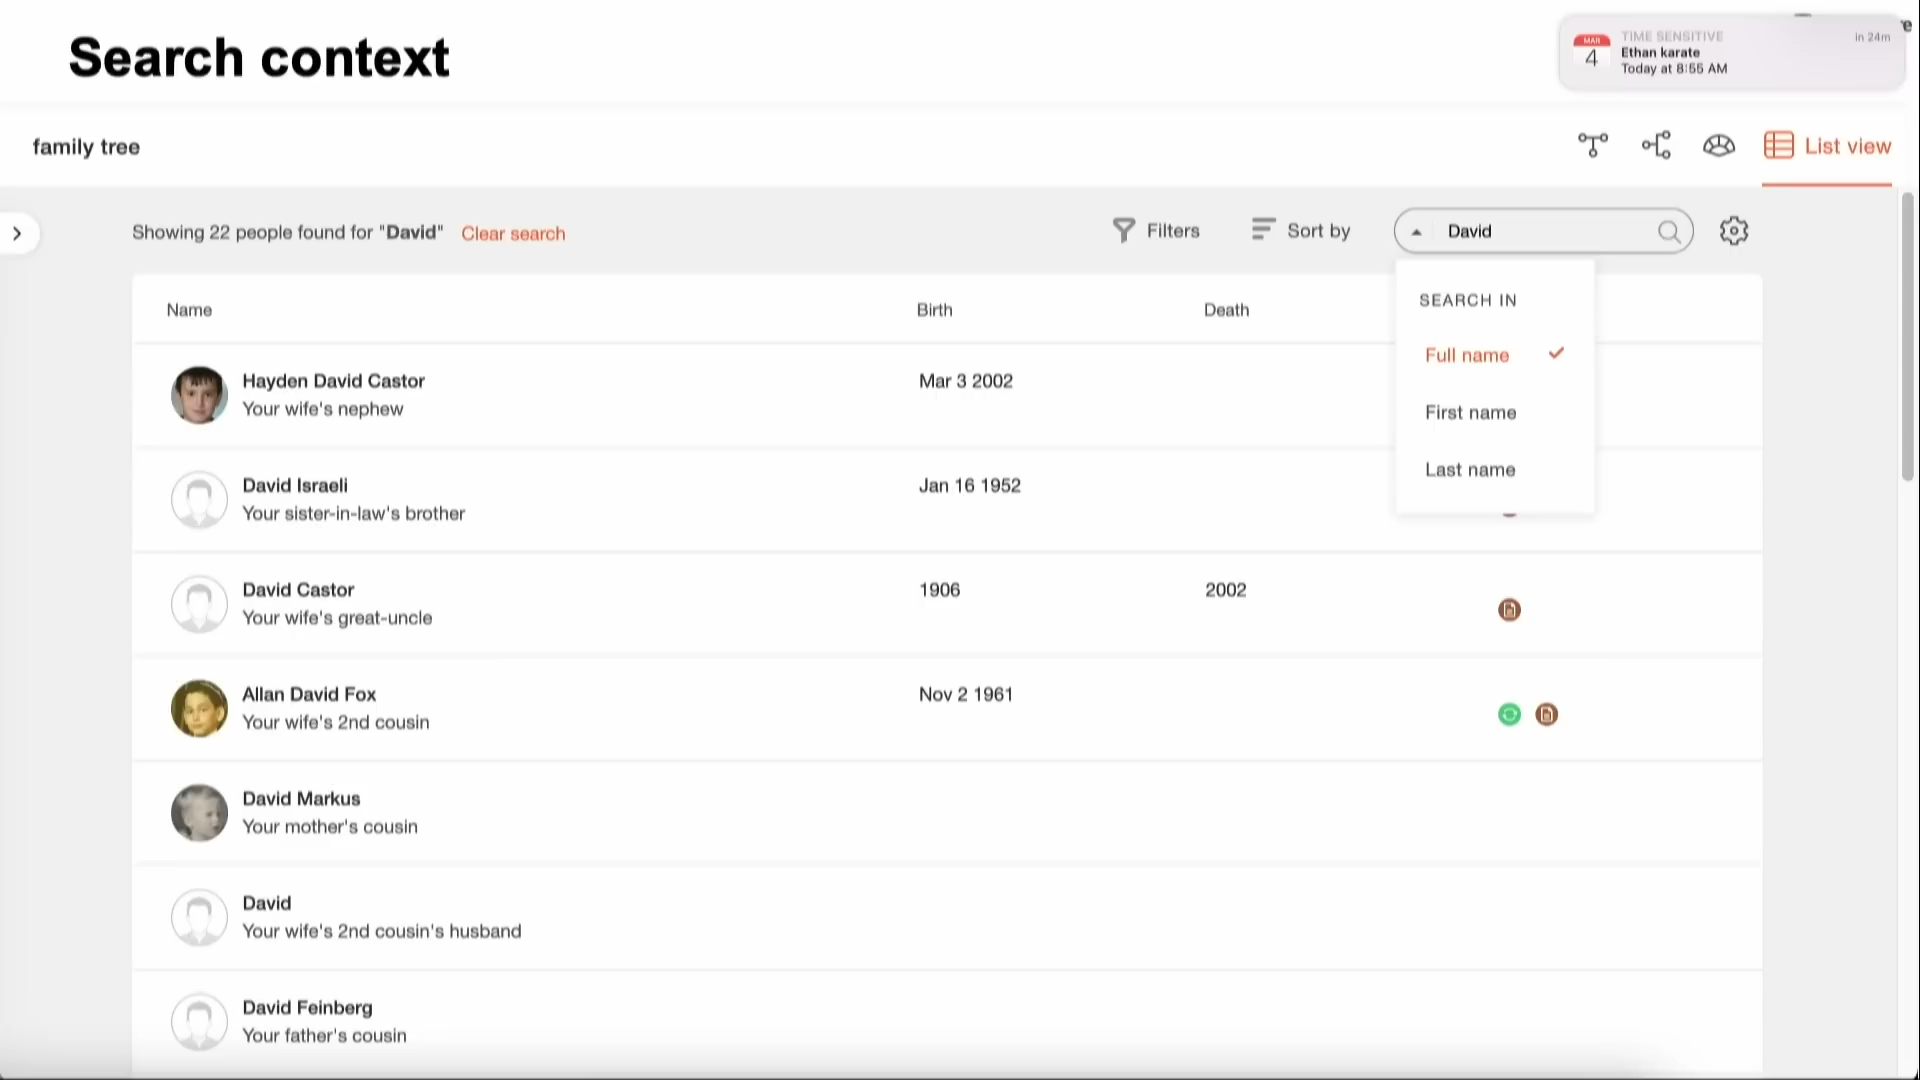 Search context
MAR
4
TIME SENSITIVE
in 24m
Ethan karate
Today at 8:55 AM
family tree
List view
Showing 22 people found for "David" Clear search
Filters
Sort by
David
SEARCH IN
Full name
First name
Last name
Name
Birth
Death
Hayden David Castor
Mar 3 2002
Your wife's nephew
David Israeli
Jan 16 1952
Your sister-in-law's brother
David Castor
1906
2002
Your wife's great-uncle
Allan David Fox
Nov 2 1961
Your wife's 2nd cousin
David Markus
Your mother's cousin
David
Your wife's 2nd cousin's husband
David Feinberg
Your father's cousin